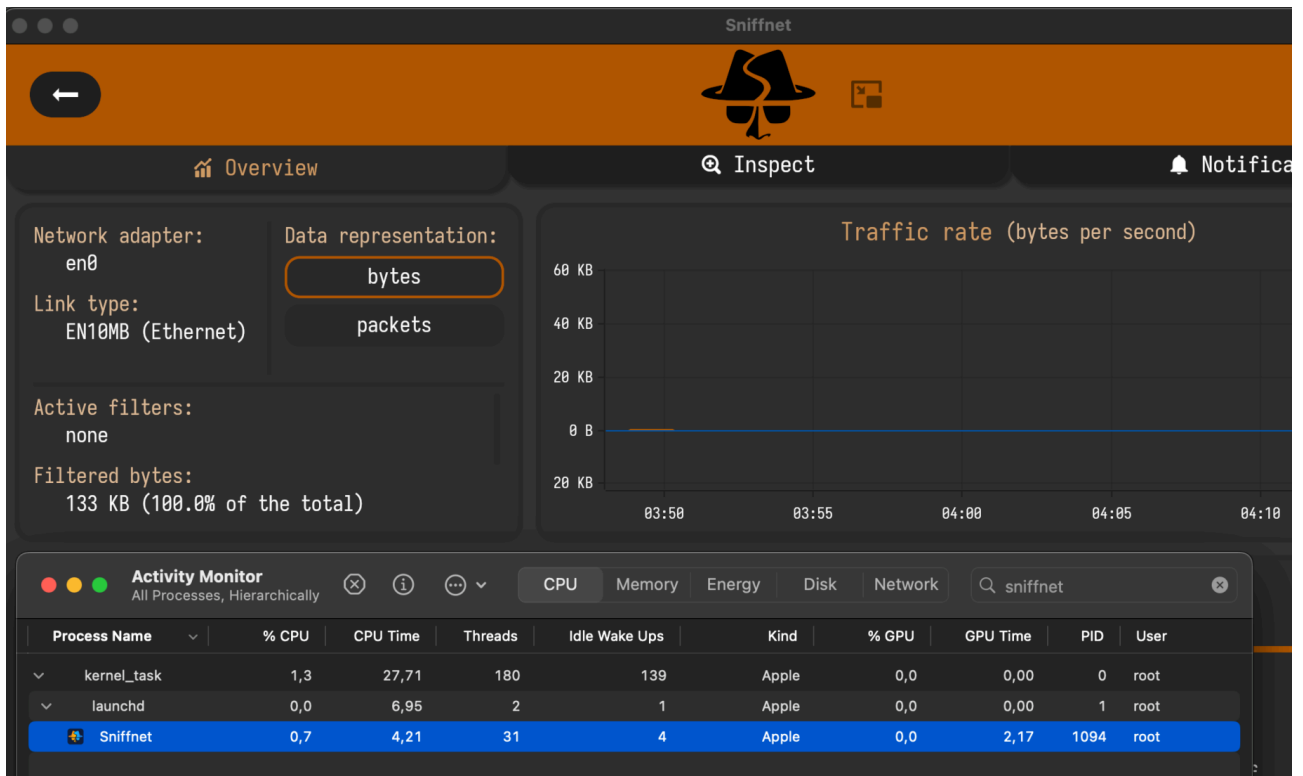 Sniffnet
Overview
Inspect
Notifica
Network adapter:
en0
Link type:
EN10MB (Ethernet)
Data representation:
bytes
packets
Active filters:
none
Filtered bytes:
133 KB (100.0% of the total)
Traffic rate (bytes per second)
60 KB
40 KB
20 KB
0 B
20 KB
03:50 03:55 04:00 04:05 04:10
Activity Monitor
All Processes, Hierarchically
CPU Memory Energy Disk Network
sniffnet
Process Name % CPU CPU Time Threads Idle Wake Ups Kind % GPU GPU Time PID User
kernel_task 1,3 27,71 180 139 Apple 0,0 0,00 0 root
launchd 0,0 6,95 2 1 Apple 0,0 0,00 1 root
Sniffnet 0,7 4,21 31 4 Apple 0,0 2,17 1094 root